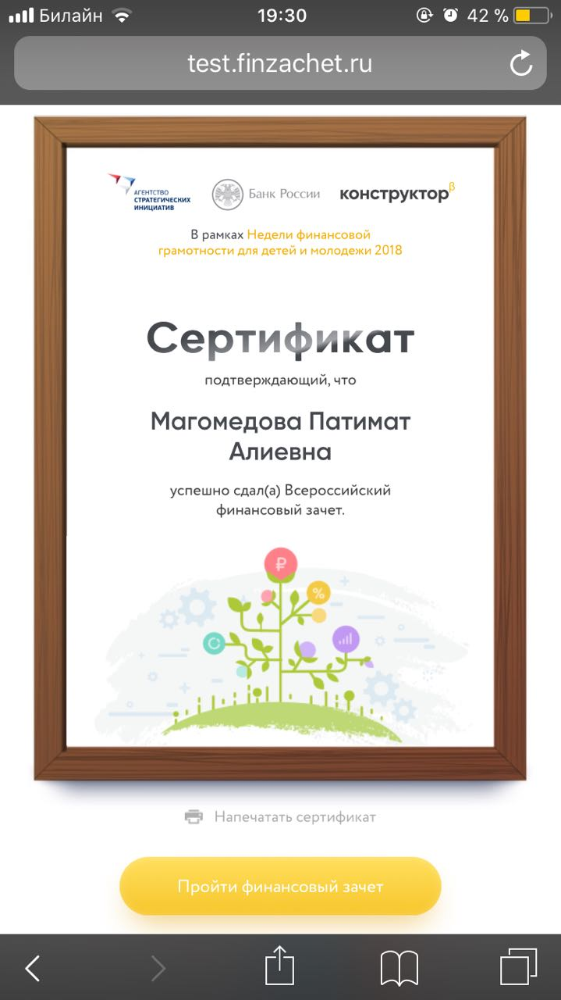 Билайн 19:30 42 %
test.finzachet.ru
АГЕНТСТВО
СТРАТЕГИЧЕСКИХ
ИНИЦИАТИВ
Банк России
конструктор β
В рамках Недели финансовой
грамотности для детей и молодежи 2018
Сертификат
подтверждающий, что
Магомедова Патимат
Алиевна
успешно сдал(а) Всероссийский
финансовый зачет.
₽
%
Напечатать сертификат
Пройти финансовый зачет